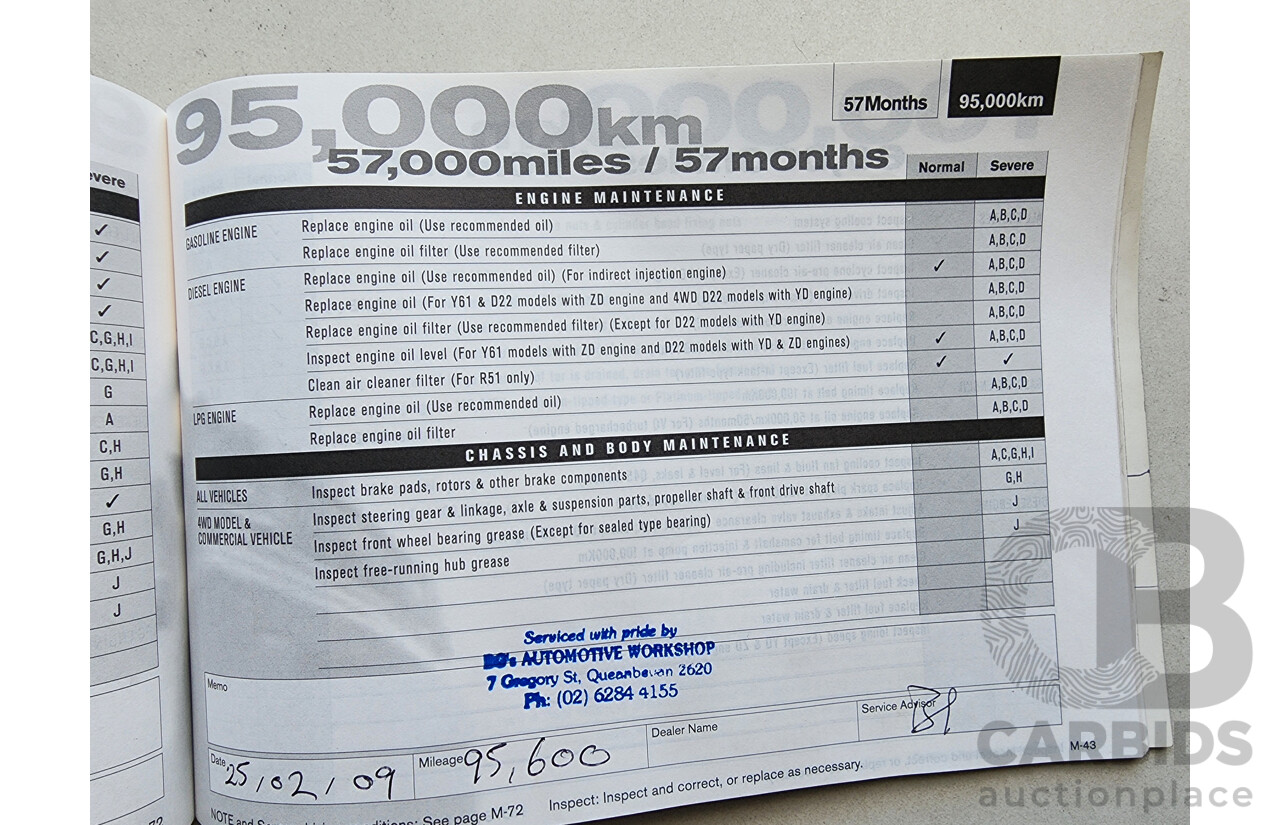 95,000km
57,000miles / 57months
57Months
95,000km
Normal Severe
ENGINE MAINTENANCE
GASOLINE ENGINE
Replace engine oil (Use recommended oil) A,B,C,D
Replace engine oil filter (Use recommended filter) A,B,C,D
DIESEL ENGINE
Replace engine oil (Use recommended oil) (For indirect injection engine) ✓ A,B,C,D
Replace engine oil (For Y61 & D22 models with ZD engine and 4WD D22 models with YD engine) A,B,C,D
Replace engine oil filter (Use recommended filter) (Except for D22 models with YD engine) A,B,C,D
Inspect engine oil level (For Y61 models with ZD engine and D22 models with YD & ZD engines) ✓ A,B,C,D
Clean air cleaner filter (For R51 only) ✓ ✓
LPG ENGINE
Replace engine oil (Use recommended oil) A,B,C,D
Replace engine oil filter A,B,C,D
CHASSIS AND BODY MAINTENANCE
ALL VEHICLES
Inspect brake pads, rotors & other brake components A,C,G,H,I
4WD MODEL &
COMMERCIAL VEHICLE
Inspect steering gear & linkage, axle & suspension parts, propeller shaft & front drive shaft G,H
Inspect front wheel bearing grease (Except for sealed type bearing) J
Inspect free-running hub grease J
Serviced with pride by
BO's AUTOMOTIVE WORKSHOP
7 Gregory St, Queanbeyan 2620
Ph: (02) 6284 4155
Memo
Date 25/02/09
Mileage 95,600
Dealer Name
Service Advisor
M-43
NOTE and
See page M-72
Inspect: Inspect and correct, or replace as necessary.
evere
✓
✓
✓
✓
C,G,H,I
C,G,H,I
G
A
C,H
G,H
✓
G,H
G,H,J
J
J
CARBIDS
auctionplace